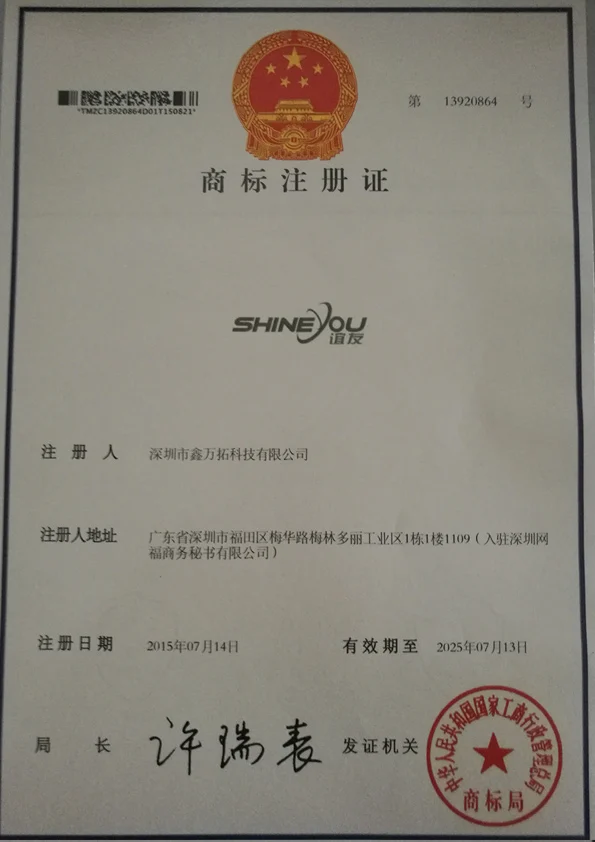 *TMZC13920864D01T150821*
第 13920864 号
商标注册证
SHINEYOU
谊友
注册人 深圳市鑫万拓科技有限公司
注册人地址 广东省深圳市福田区梅华路梅林多丽工业区1栋1楼1109（入驻深圳网
福商务秘书有限公司）
注册日期 2015年07月14日 有效期至 2025年07月13日
局长 许瑞表 发证机关
中华人民共和国国家工商行政管理总局
商标局